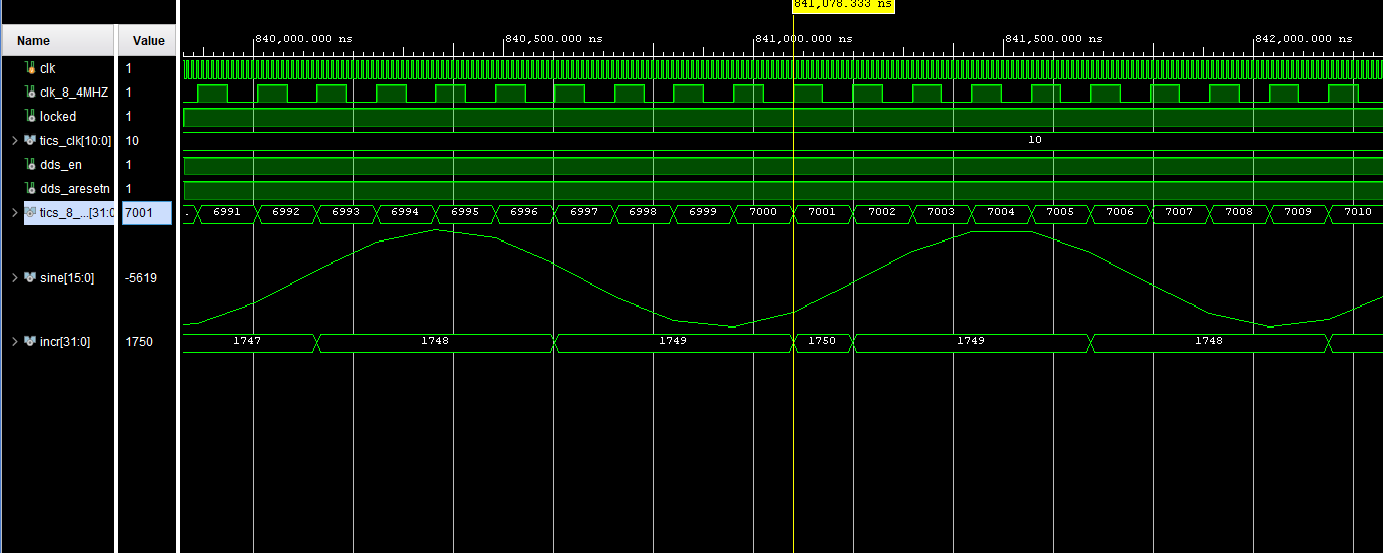 841,078.333 ns
Name Value
840,000.000 ns 840,500.000 ns 841,000.000 ns 841,500.000 ns 842,000.000 ns
clk 1
clk_8_4MHZ 1
locked 1
tics_clk[10:0] 10 10
dds_en 1
dds_aresetn 1
tics_8_...[31:0 7001 . 6991 6992 6993 6994 6995 6996 6997 6998 6999 7000 7001 7002 7003 7004 7005 7006 7007 7008 7009 7010
sine[15:0] -5619
incr[31:0] 1750 1747 1748 1749 1750 1749 1748